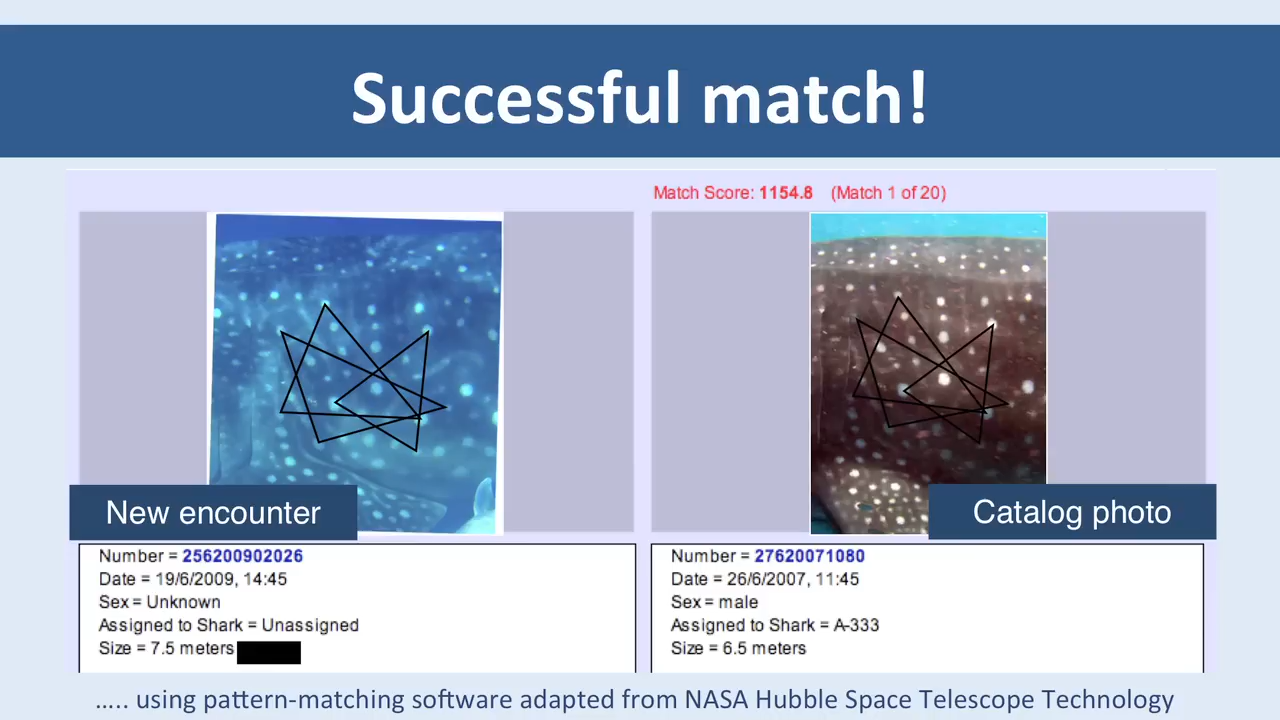 Successful match!
Match Score: 1154.8 (Match 1 of 20)
New encounter
Catalog photo
Number = 256200902026
Date = 19/6/2009, 14:45
Sex = Unknown
Assigned to Shark = Unassigned
Size = 7.5 meters
Number = 27620071080
Date = 26/6/2007, 11:45
Sex = male
Assigned to Shark = A-333
Size = 6.5 meters
..... using pattern-matching software adapted from NASA Hubble Space Telescope Technology